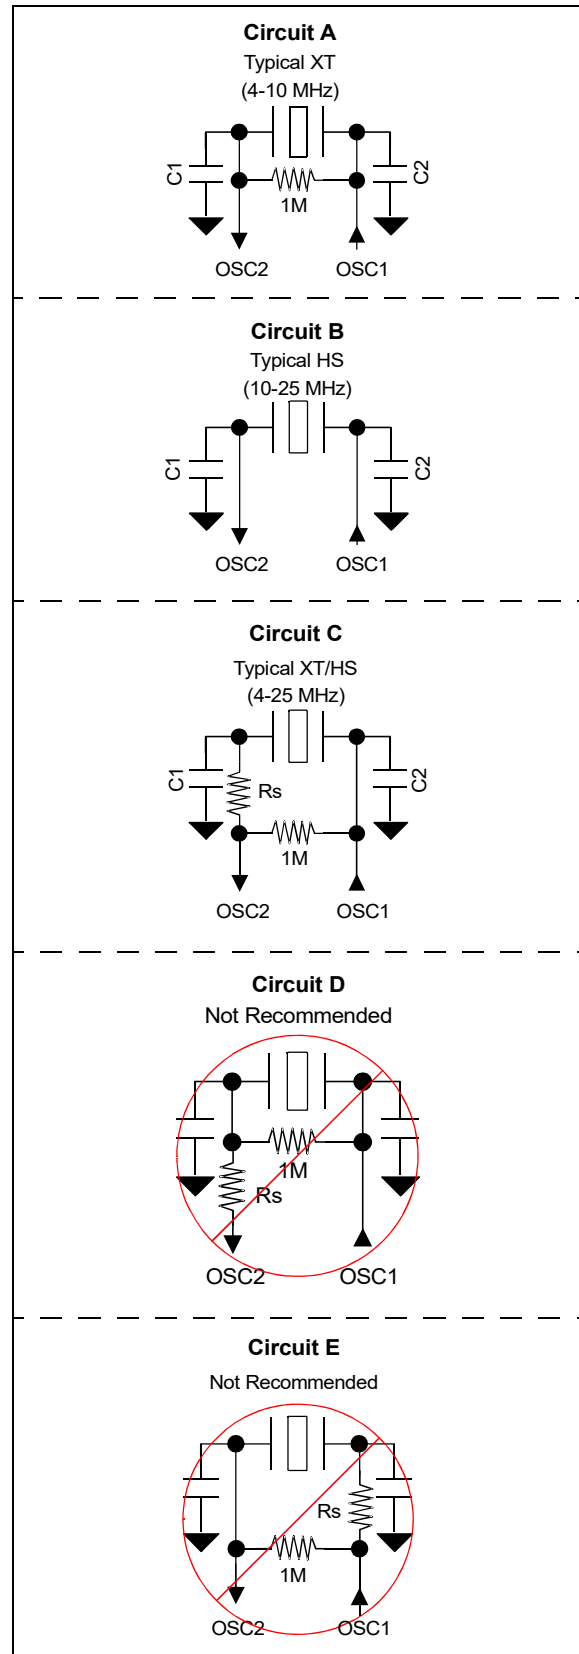 Circuit A
Typical XT
(4-10 MHz)
C1
C2
1M
OSC2
OSC1
Circuit B
Typical HS
(10-25 MHz)
C1
C2
OSC2
OSC1
Circuit C
Typical XT/HS
(4-25 MHz)
C1
Rs
C2
1M
OSC2
OSC1
Circuit D
Not Recommended
1M
Rs
OSC2
OSC1
Circuit E
Not Recommended
Rs
1M
OSC2
OSC1